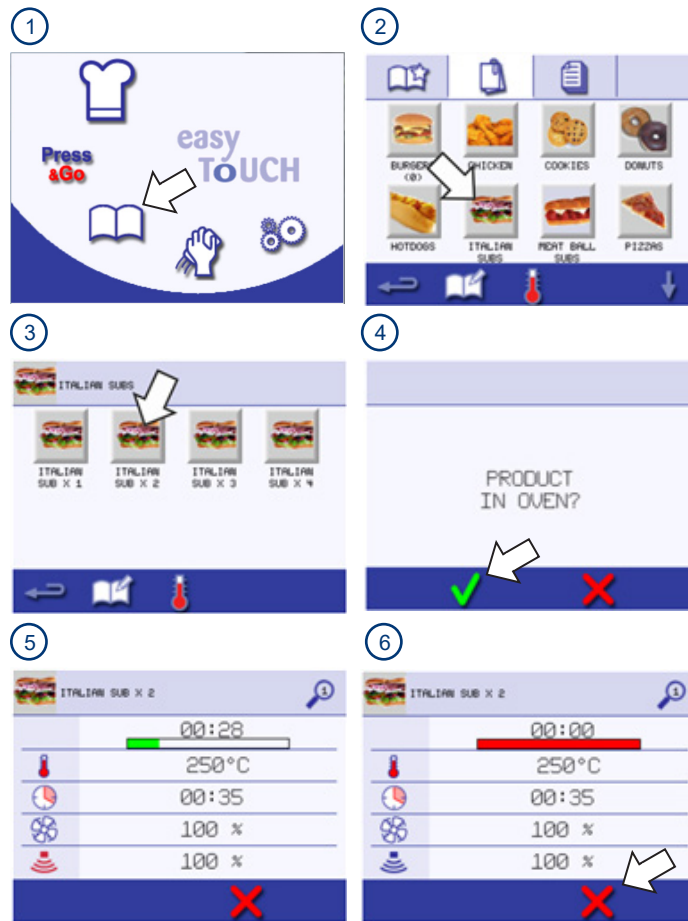 1
Press
&Go
easy
ToUCH
2
BURGER
(0)
CHICKEN
COOKIES
DONUTS
HOTDOGS
ITALIAN
SUBS
MEAT BALL
SUBS
PIZZAS
3
ITALIAN SUBS
ITALIAN
SUB X 1
ITALIAN
SUB X 2
ITALIAN
SUB X 3
ITALIAN
SUB X 4
4
PRODUCT
IN OVEN?
5
ITALIAN SUB X 2
1
00:28
250°C
00:35
100 %
100 %
6
ITALIAN SUB X 2
1
00:00
250°C
00:35
100 %
100 %